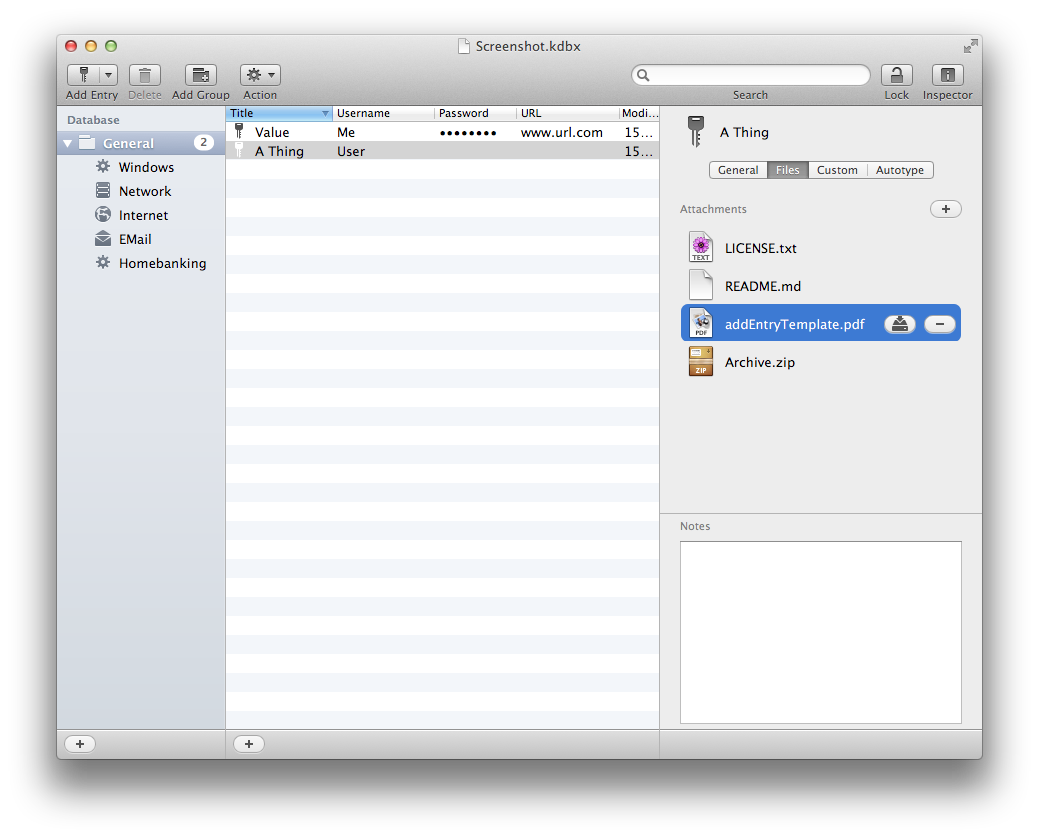 Screenshot.kdbx
Add Entry Delete Add Group Action Search Lock Inspector
Database
General 2
Windows
Network
Internet
EMail
Homebanking
Title Username Password URL Modi...
Value Me •••••••• www.url.com 15...
A Thing User 15...
A Thing
General Files Custom Autotype
Attachments +
TEXT LICENSE.txt
README.md
PDF addEntryTemplate.pdf −
ZIP Archive.zip
Notes
+ +